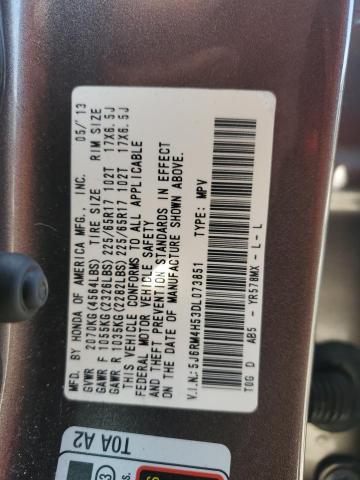 MFD. BY HONDA OF AMERICA MFG., INC. 05/'13
GVWR 2070KG(4564LBS) TIRE SIZE RIM SIZE
GAWR F 1055KG(2326LBS) 225/65R17 102T 17X6.5J
GAWR R 1035KG(2282LBS) 225/65R17 102T 17X6.5J
THIS VEHICLE CONFORMS TO ALL APPLICABLE
FEDERAL MOTOR VEHICLE SAFETY
AND THEFT PREVENTION STANDARDS IN EFFECT
ON THE DATE OF MANUFACTURE SHOWN ABOVE.
V.I.N: 5J6RM4H53DL073851 TYPE: MPV
T0G D AB5 - YR578MX - L - L
T0A A2